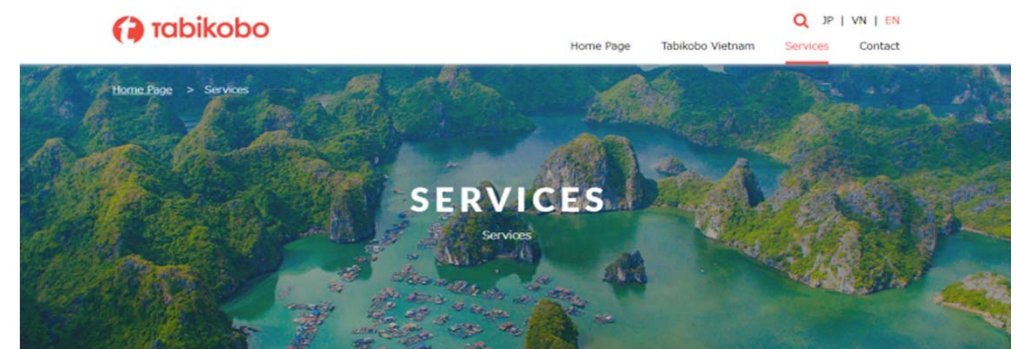 Tabikobo
JP | VN | EN
Home Page Tabikobo Vietnam Services Contact
Home Page > Services
SERVICES
Services